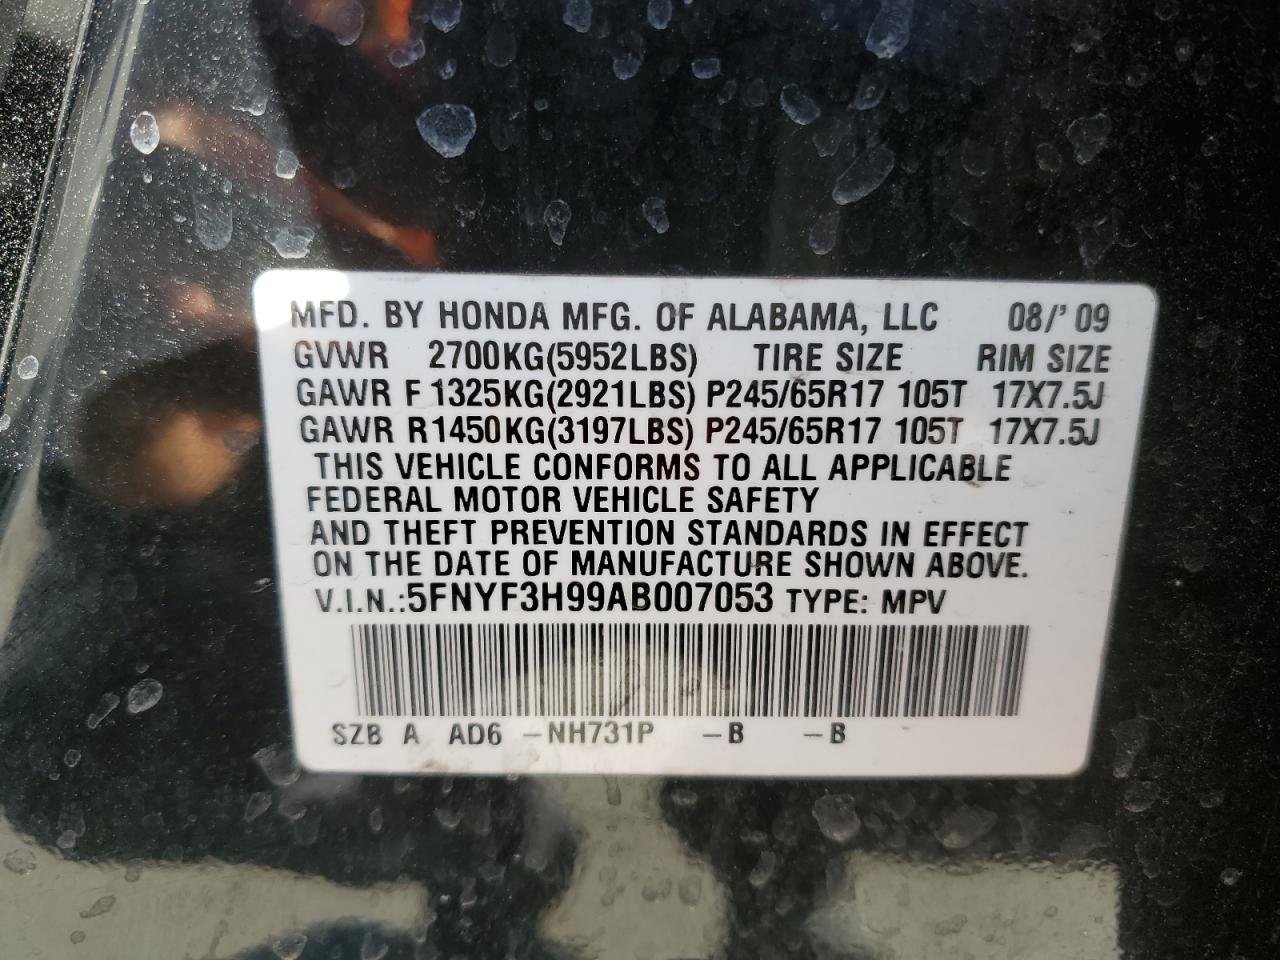 MFD. BY HONDA MFG. OF ALABAMA, LLC 08/' 09
GVWR 2700KG(5952LBS) TIRE SIZE RIM SIZE
GAWR F 1325KG(2921LBS) P245/65R17 105T 17X7.5J
GAWR R1450KG(3197LBS) P245/65R17 105T 17X7.5J
THIS VEHICLE CONFORMS TO ALL APPLICABLE
FEDERAL MOTOR VEHICLE SAFETY
AND THEFT PREVENTION STANDARDS IN EFFECT
ON THE DATE OF MANUFACTURE SHOWN ABOVE.
V.I.N.:5FNYF3H99AB007053 TYPE: MPV
SZB A AD6 -NH731P -B -B